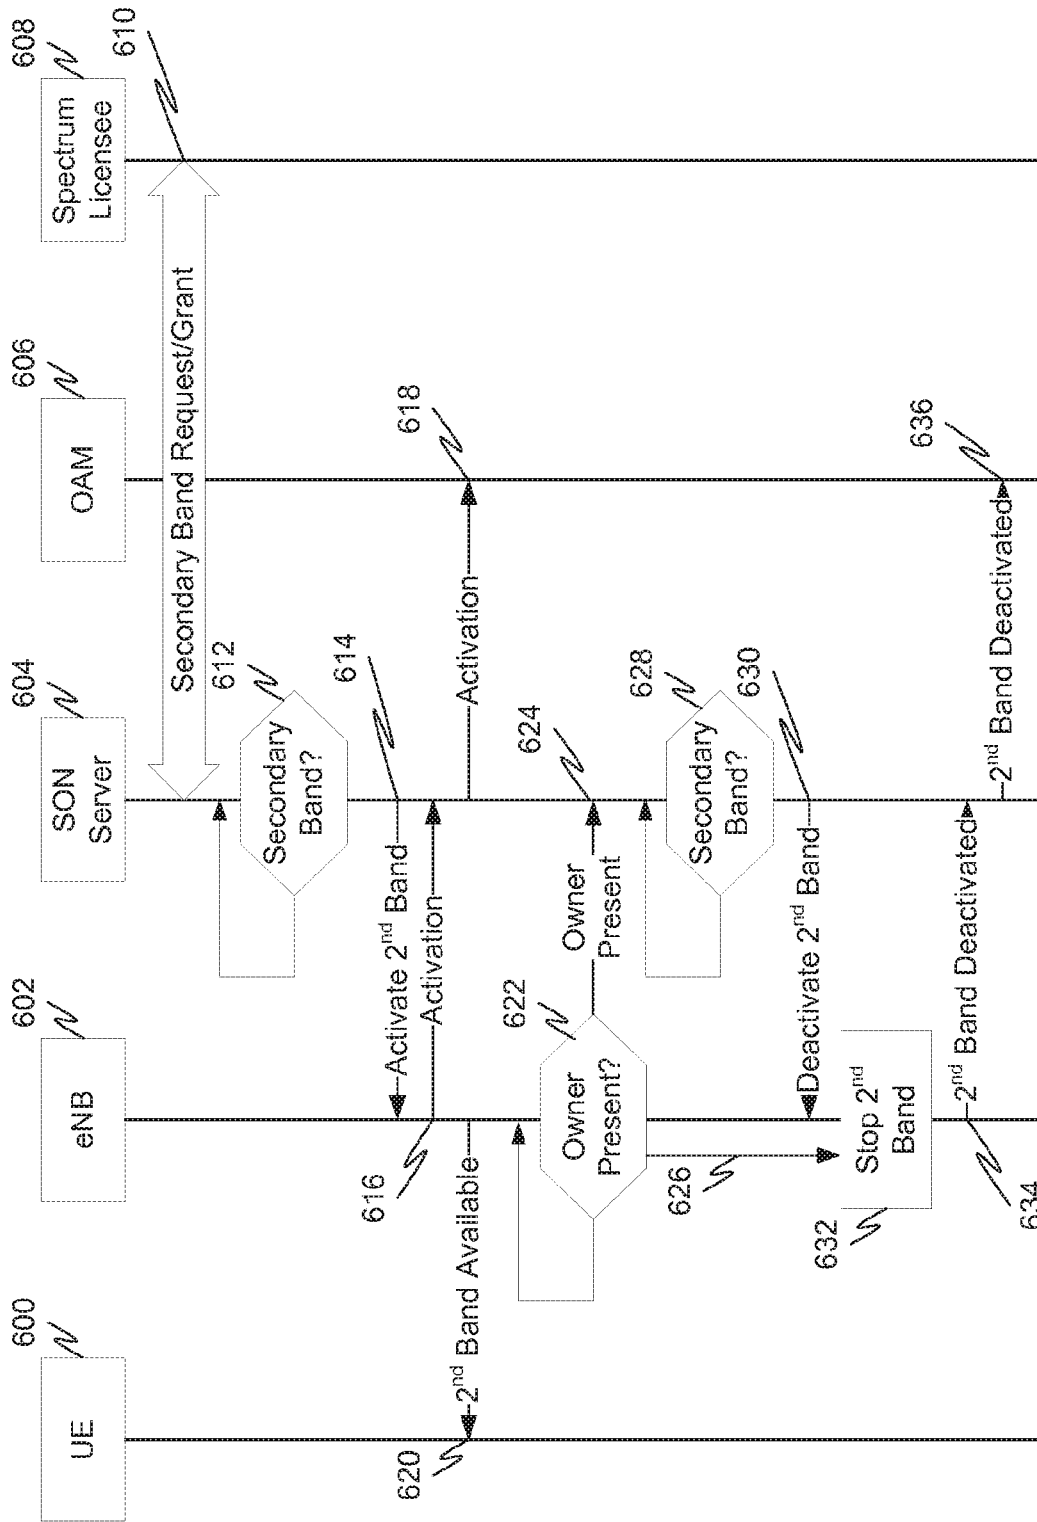 600
602
604
606
608
UE
eNB
SON
Server
OAM
Spectrum
Licensee
610
Secondary Band Request/Grant
612
Secondary
Band?
614
Activate 2nd Band
616
Activation
618
Activation
620
2nd Band Available
622
Owner
Present?
624
Owner
Present
626
628
Secondary
Band?
630
Deactivate 2nd Band
632
Stop 2nd
Band
634
2nd Band Deactivated
636
2nd Band Deactivated